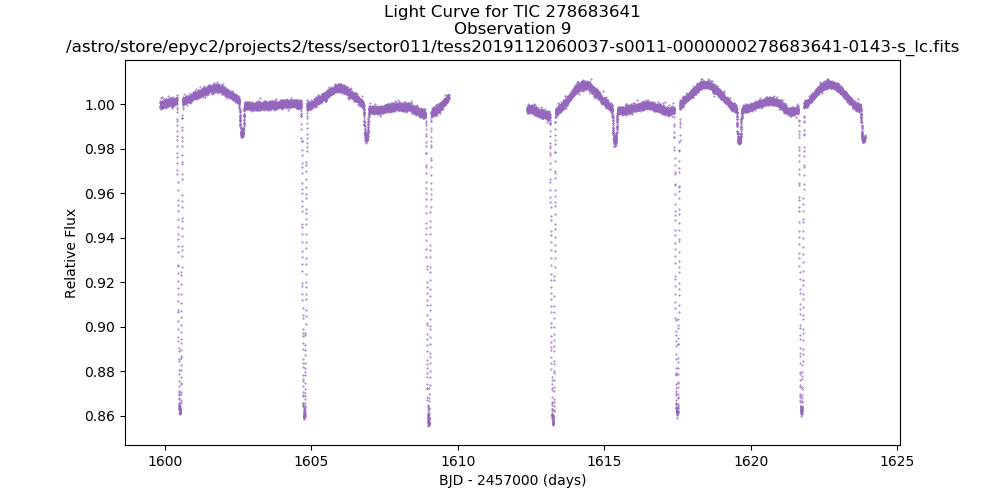 Light Curve for TIC 278683641
Observation 9
/astro/store/epyc2/projects2/tess/sector011/tess2019112060037-s0011-0000000278683641-0143-s_lc.fits
1.00
0.98
0.96
0.94
0.92
0.90
0.88
0.86
Relative Flux
1600
1605
1610
1615
1620
1625
BJD - 2457000 (days)